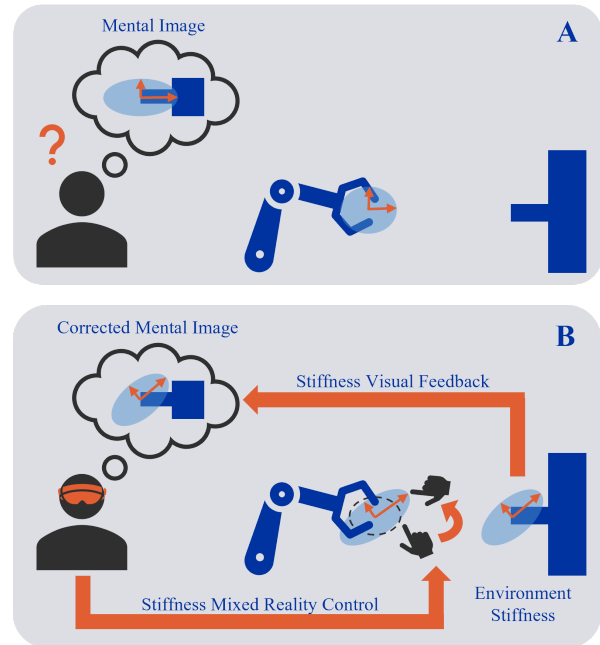 Mental Image
A
?
Corrected Mental Image
B
Stiffness Visual Feedback
Stiffness Mixed Reality Control
Environment
Stiffness